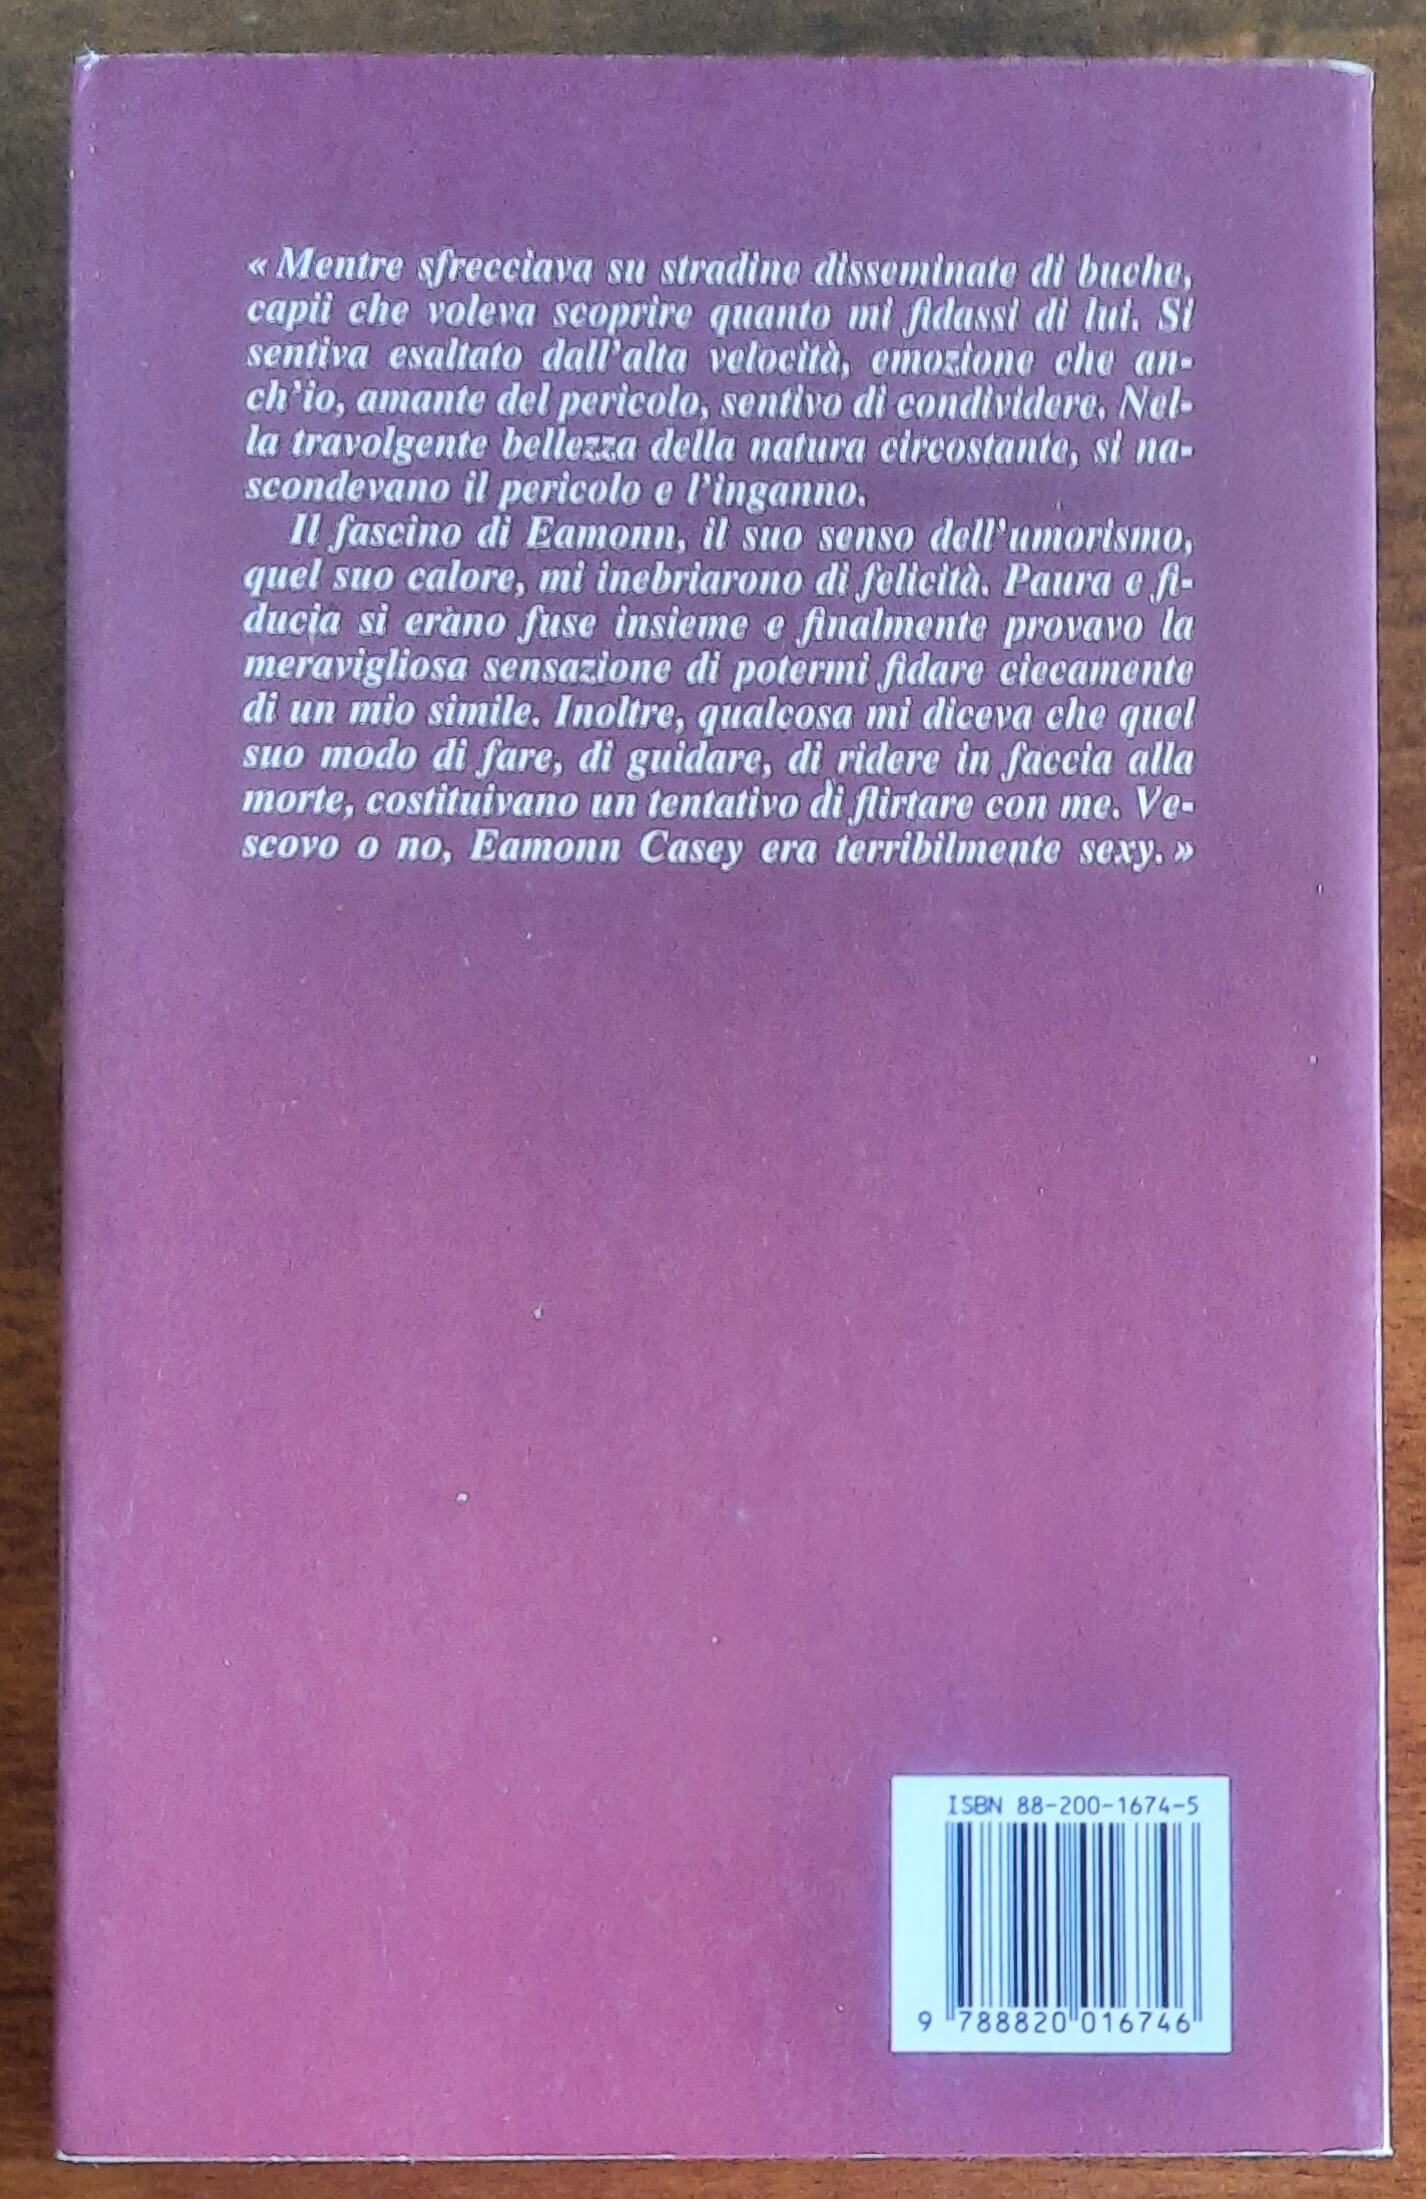 « Mentre sfrecciava su stradine disseminate di buche,
capii che voleva scoprire quanto mi fidassi di lui. Si
sentiva esaltato dall'alta velocità, emozione che an-
ch'io, amante del pericolo, sentivo di condividere. Nel-
la travolgente bellezza della natura circostante, si na-
scondevano il pericolo e l'inganno.
Il fascino di Eamonn, il suo senso dell'umorismo,
quel suo calore, mi inebriarono di felicità. Paura e fi-
ducia si erano fuse insieme e finalmente provavo la
meravigliosa sensazione di potermi fidare ciecamente
di un mio simile. Inoltre, qualcosa mi diceva che quel
suo modo di fare, di guidare, di ridere in faccia alla
morte, costituivano un tentativo di flirtare con me. Ve-
scovo o no, Eamonn Casey era terribilmente sexy. »
ISBN 88-200-1674-5
9 788820 016746